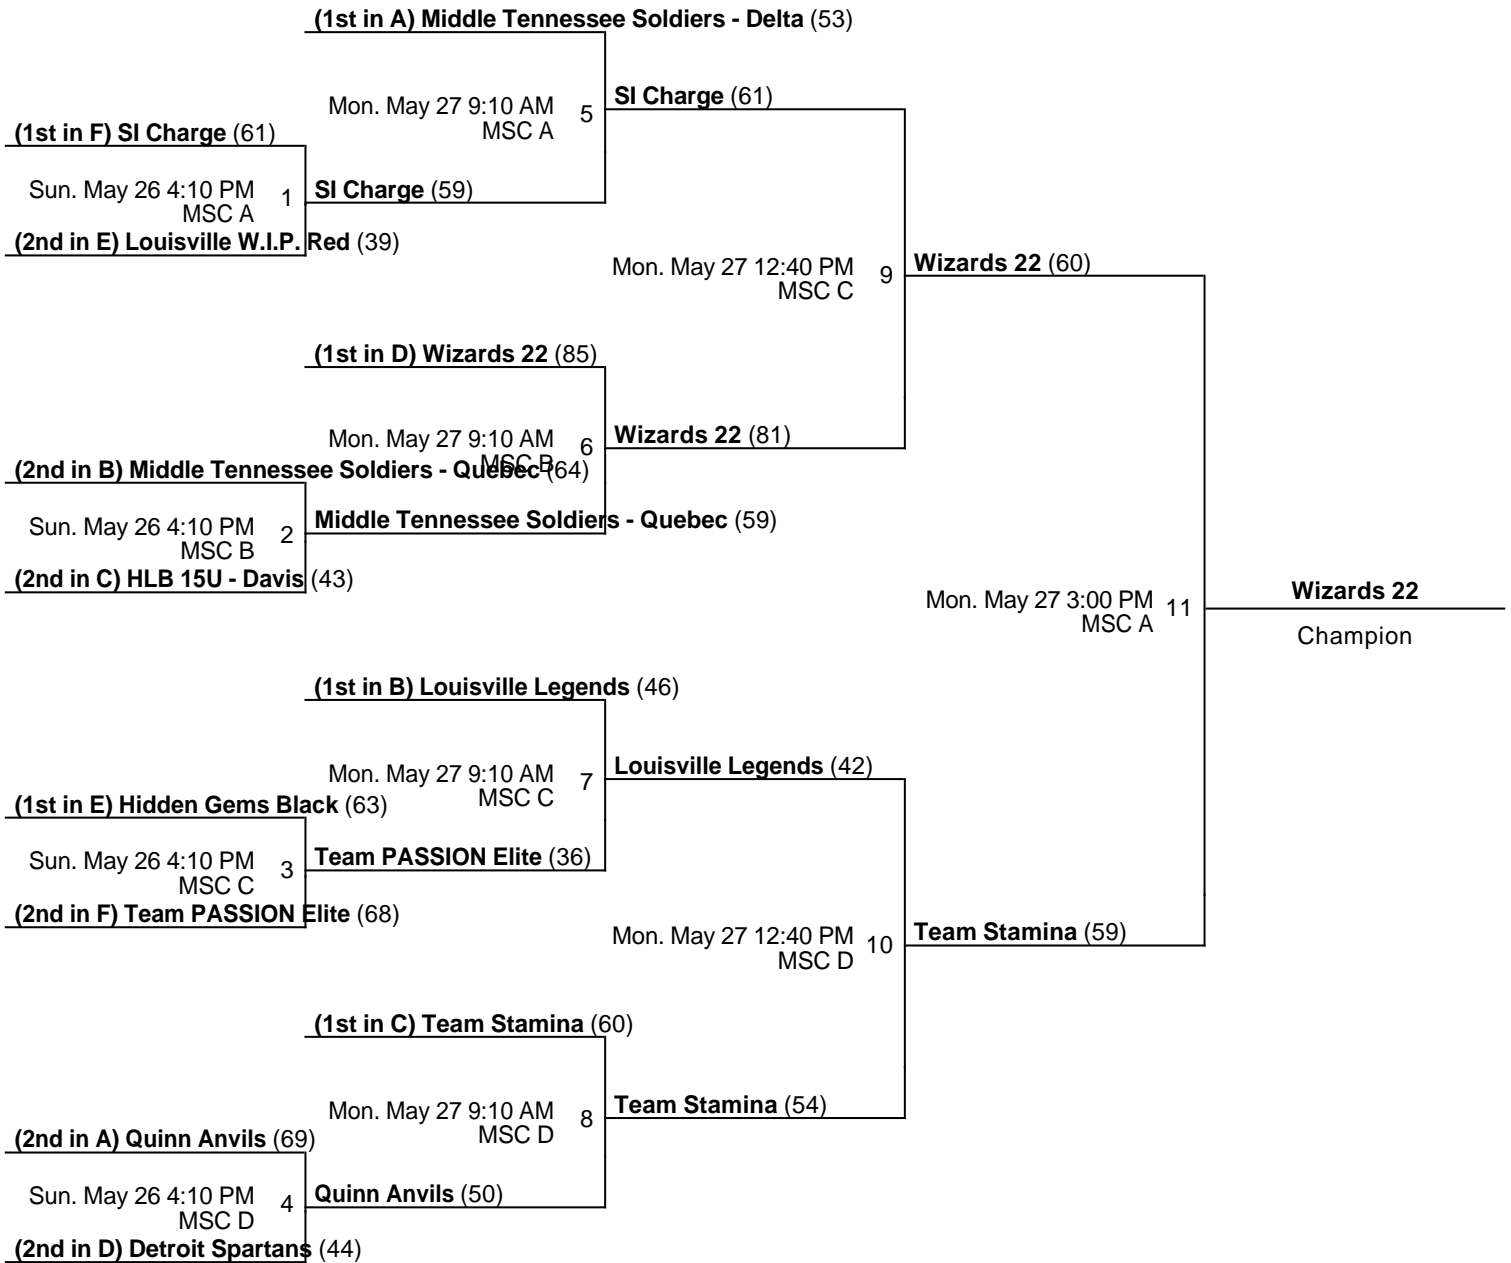 (1st in A) Middle Tennessee Soldiers - Delta (53)
Mon. May 27 9:10 AM
MSC A
5
SI Charge (61)
(1st in F) SI Charge (61)
Sun. May 26 4:10 PM
MSC A
1
SI Charge (59)
(2nd in E) Louisville W.I.P. Red (39)
Mon. May 27 12:40 PM
MSC C
9
Wizards 22 (60)
(1st in D) Wizards 22 (85)
Mon. May 27 9:10 AM
MSC B
6
Wizards 22 (81)
(2nd in B) Middle Tennessee Soldiers - Quebec (64)
Sun. May 26 4:10 PM
MSC B
2
Middle Tennessee Soldiers - Quebec (59)
(2nd in C) HLB 15U - Davis (43)
Mon. May 27 3:00 PM
MSC A
11
Wizards 22
Champion
(1st in B) Louisville Legends (46)
Mon. May 27 9:10 AM
MSC C
7
Louisville Legends (42)
(1st in E) Hidden Gems Black (63)
Sun. May 26 4:10 PM
MSC C
3
Team PASSION Elite (36)
(2nd in F) Team PASSION Elite (68)
Mon. May 27 12:40 PM
MSC D
10
Team Stamina (59)
(1st in C) Team Stamina (60)
Mon. May 27 9:10 AM
MSC D
8
Team Stamina (54)
(2nd in A) Quinn Anvils (69)
Sun. May 26 4:10 PM
MSC D
4
Quinn Anvils (50)
(2nd in D) Detroit Spartans (44)